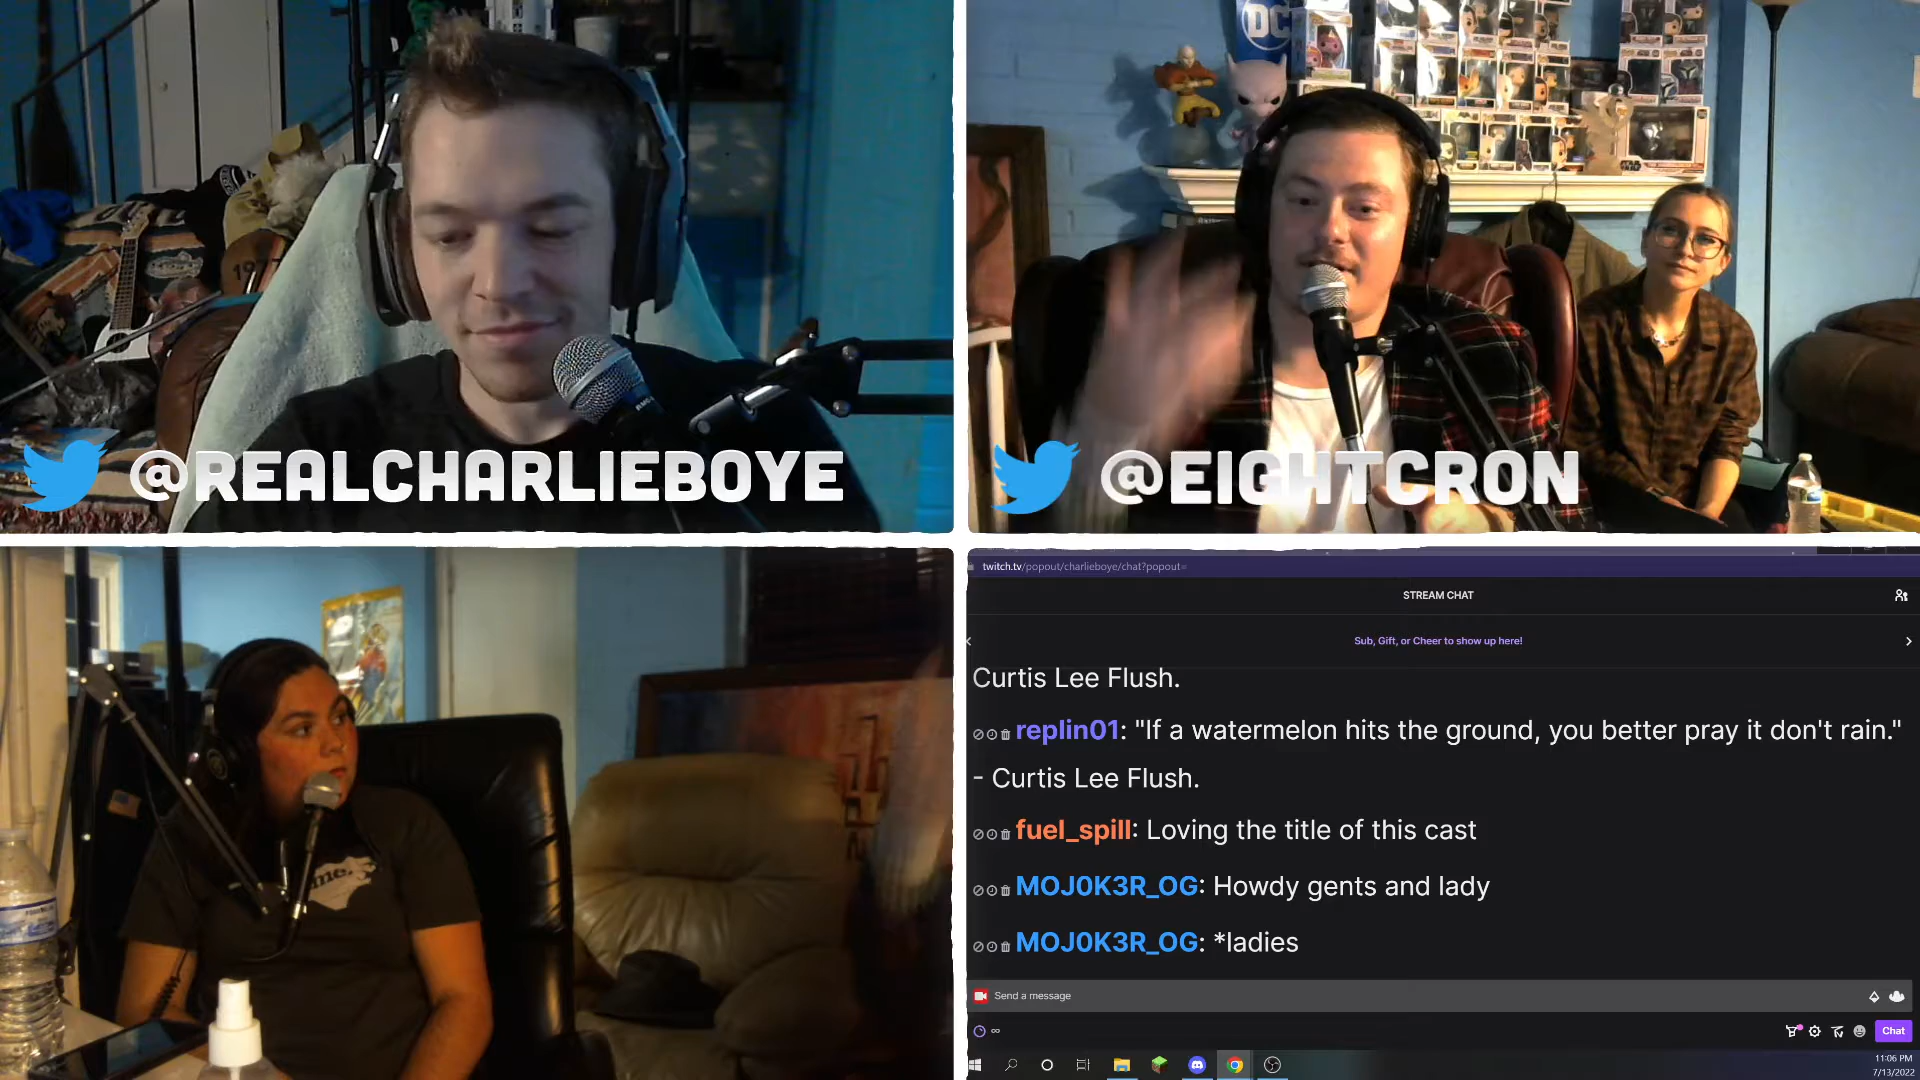 DC
@REALCHARLIEBOYE
@EIGHTCRON
twitch.tv/popout/charlieboye/chat?popout=
STREAM CHAT
Sub, Gift, or Cheer to show up here!
Curtis Lee Flush.
replin01: "If a watermelon hits the ground, you better pray it don't rain."
- Curtis Lee Flush.
fuel_spill: Loving the title of this cast
MOJ0K3R_OG: Howdy gents and lady
MOJ0K3R_OG: *ladies
Send a message
Chat
11:06 PM
7/13/2022